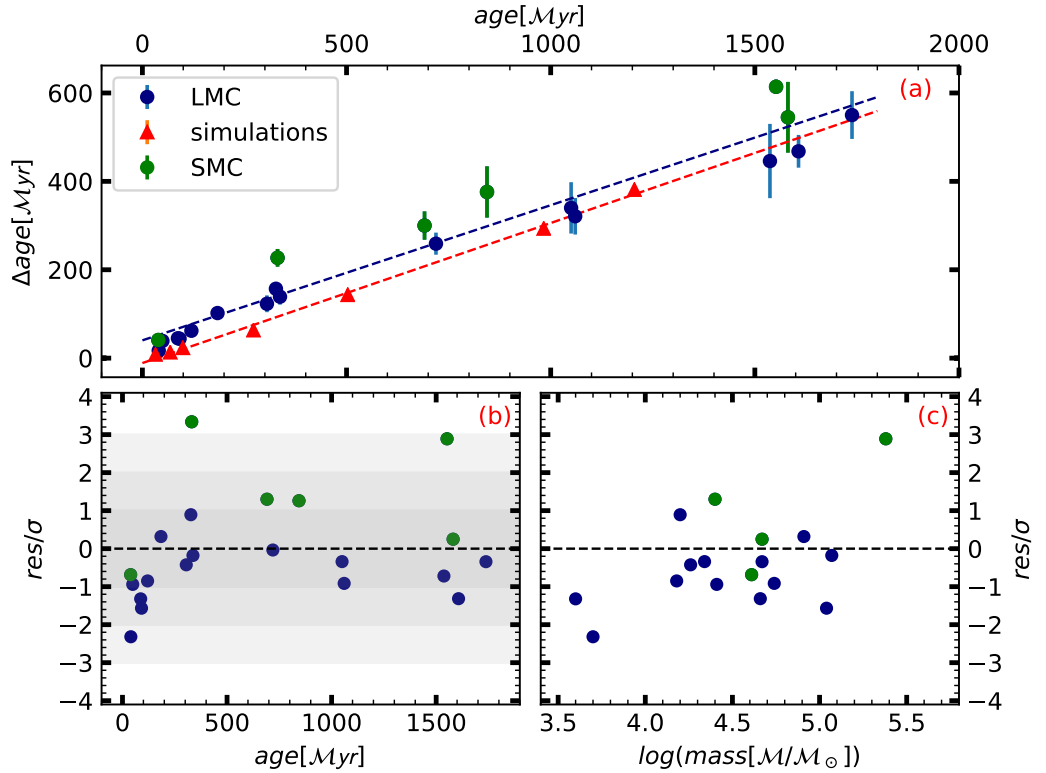 age[ℳyr]
0 500 1000 1500 2000
(a)
LMC
simulations
SMC
Δage[ℳyr]
600
400
200
0
(b)
4
3
2
1
0
−1
−2
−3
−4
res/σ
0 500 1000 1500
age[ℳyr]
(c)
4
3
2
1
0
−1
−2
−3
−4
res/σ
3.5 4.0 4.5 5.0 5.5
log(mass[ℳ/ℳ⊙])